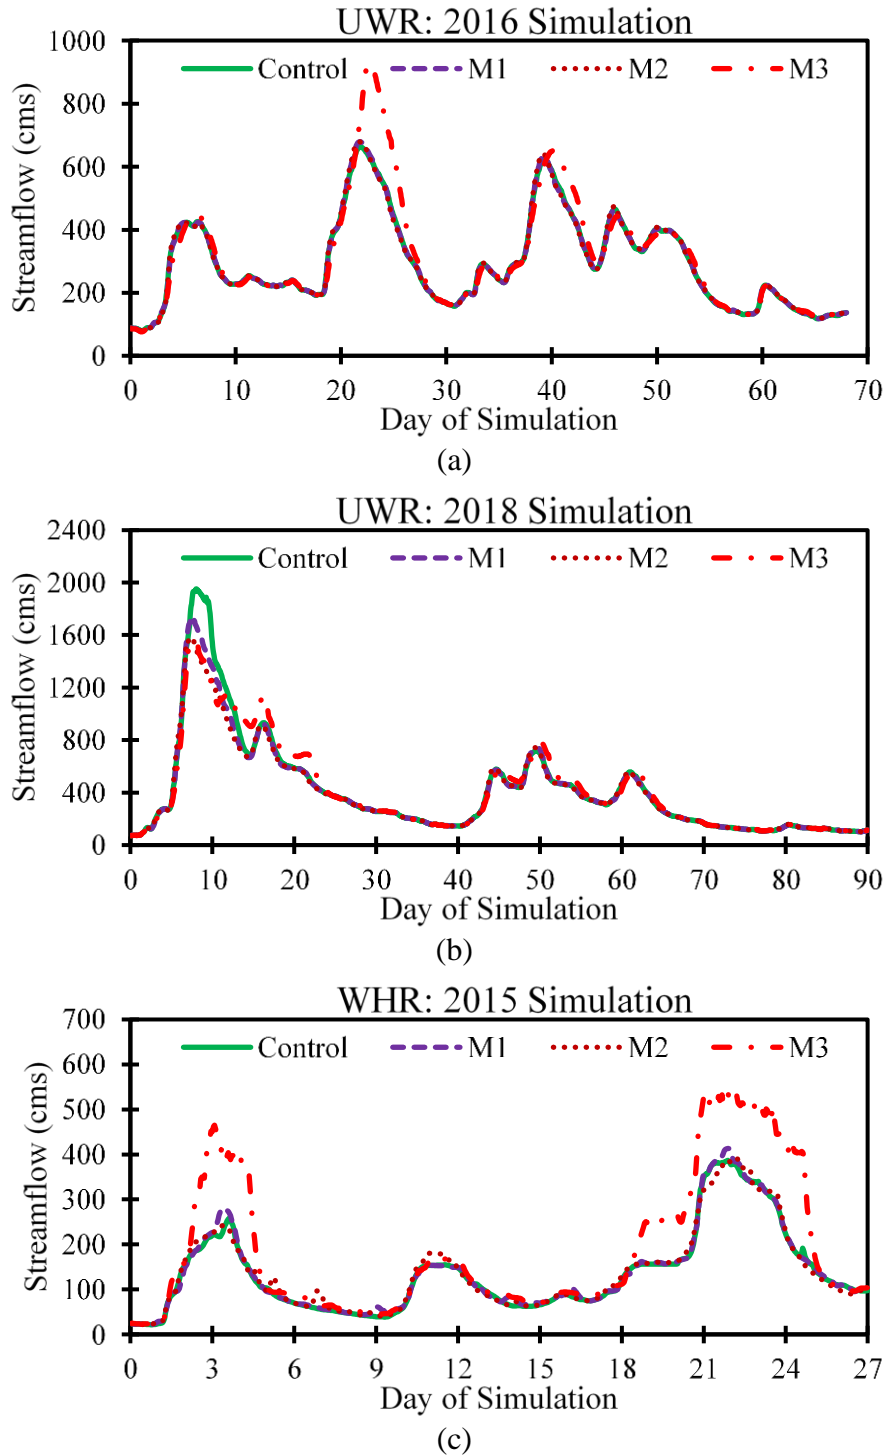 UWR: 2016 Simulation
1000
800
600
400
200
0
Streamflow (cms)
Control M1 M2 M3
0 10 20 30 40 50 60 70
Day of Simulation
(a)
UWR: 2018 Simulation
2400
2000
1600
1200
800
400
0
Streamflow (cms)
Control M1 M2 M3
0 10 20 30 40 50 60 70 80 90
Day of Simulation
(b)
WHR: 2015 Simulation
700
600
500
400
300
200
100
0
Streamflow (cms)
Control M1 M2 M3
0 3 6 9 12 15 18 21 24 27
Day of Simulation
(c)